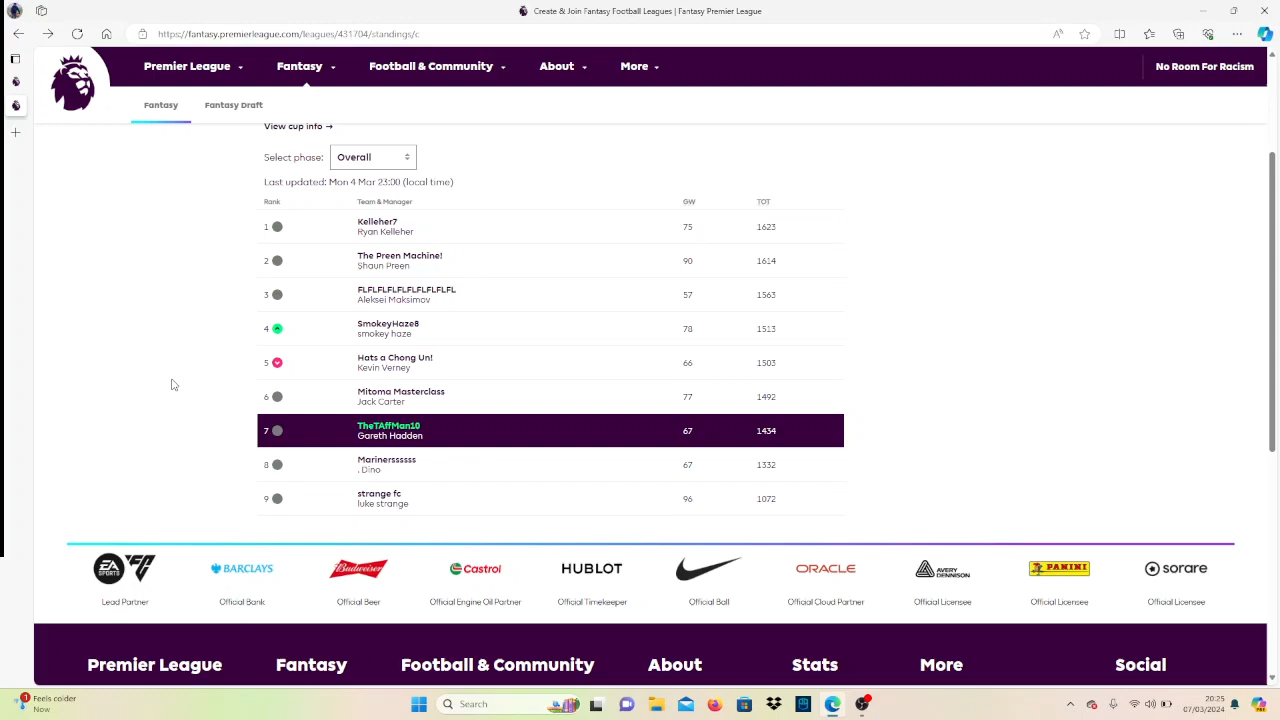 Create & Join Fantasy Football Leagues | Fantasy Premier League
https://fantasy.premierleague.com/leagues/431704/standings/c
Premier League Fantasy Football & Community About More No Room For Racism
Fantasy Fantasy Draft
View cup info →
Select phase: Overall
Last updated: Mon 4 Mar 23:00 (local time)
Rank Team & Manager GW TOT
1 Kelleher7 75 1623
Ryan Kelleher
2 The Preen Machine! 90 1614
Shaun Preen
3 FLFLFLFLFLFLFLFLFLFL 57 1563
Aleksei Maksimov
4 SmokeyHaze8 78 1513
smokey haze
5 Hats a Chong Un! 66 1503
Kevin Verney
6 Mitoma Masterclass 77 1492
Jack Carter
7 TheTAffMan10 67 1434
Gareth Hadden
8 Marinerssssss 67 1332
. Dino
9 strange fc 96 1072
luke strange
EA SPORTS FC BARCLAYS Budweiser Castrol HUBLOT ORACLE AVERY DENNISON PANINI sorare
Lead Partner Official Bank Official Beer Official Engine Oil Partner Official Timekeeper Official Ball Official Cloud Partner Official Licensee Official Licensee Official Licensee
Premier League Fantasy Football & Community About Stats More Social
1 Feels colder
Now
Search
20:25
07/03/2024